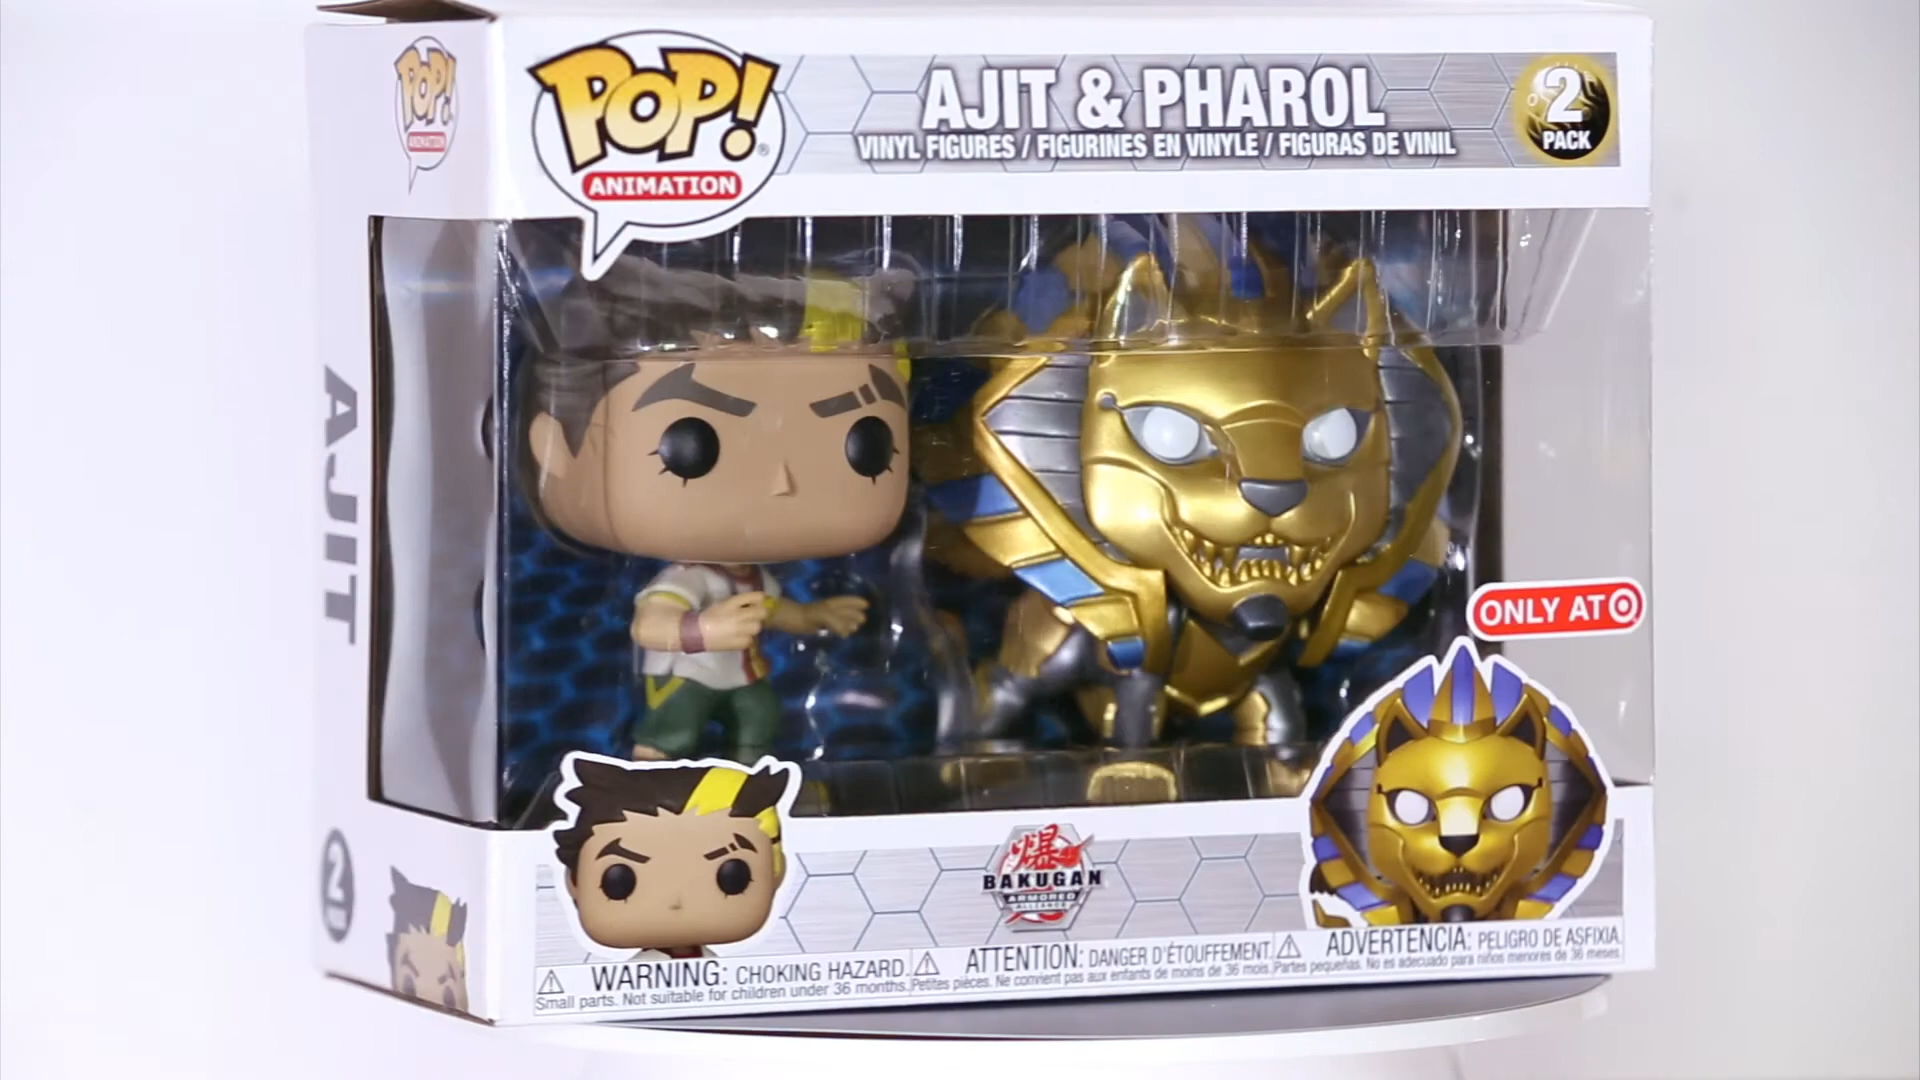 POP!
ANIMATION
POP!
ANIMATION
AJIT & PHAROL
VINYL FIGURES / FIGURINES EN VINYLE / FIGURAS DE VINIL
2
PACK
AJIT
ONLY AT
2
爆
BAKUGAN
ARMORED
ALLIANCE
WARNING: CHOKING HAZARD.
Small parts. Not suitable for children under 36 months.
ATTENTION: DANGER D'ÉTOUFFEMENT.
Petites pièces. Ne convient pas aux enfants de moins de 36 mois.
ADVERTENCIA: PELIGRO DE ASFIXIA.
Partes pequeñas. No es adecuado para niños menores de 36 meses.